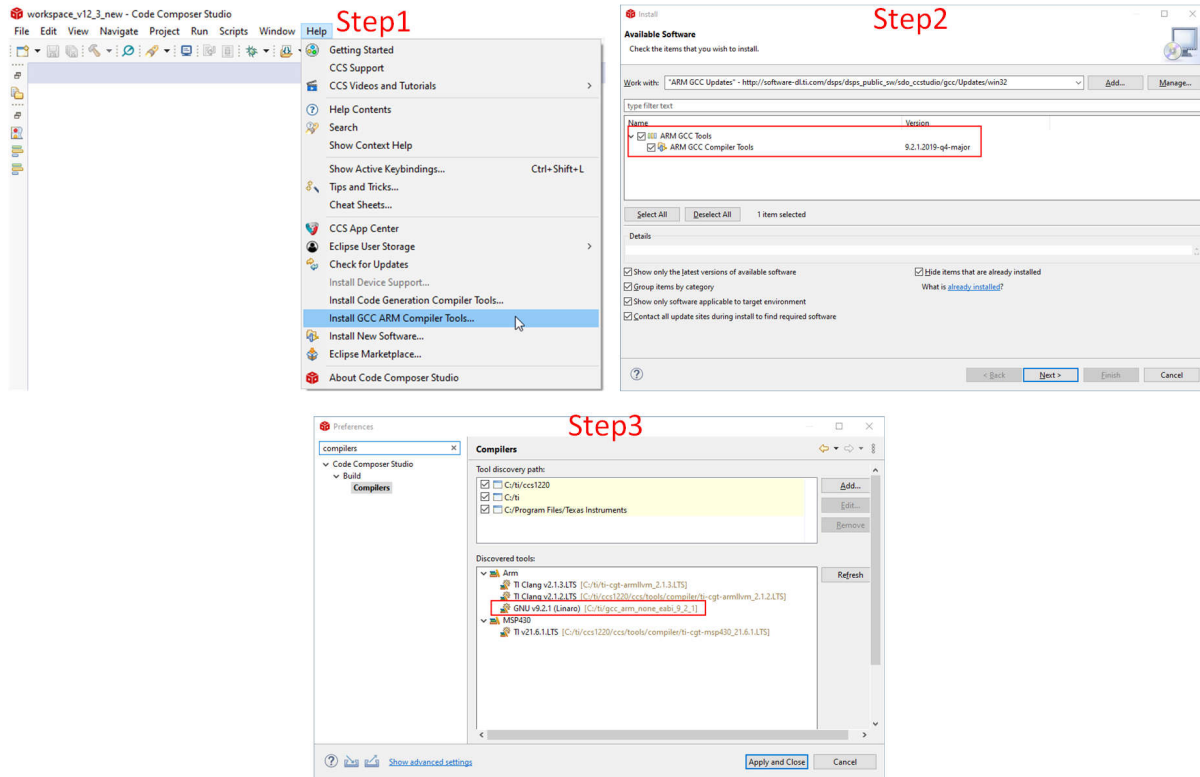 workspace_v12_3_new - Code Composer Studio
File Edit View Navigate Project Run Scripts Window Help
Step1
Getting Started
CCS Support
CCS Videos and Tutorials
Help Contents
Search
Show Context Help
Show Active Keybindings... Ctrl+Shift+L
Tips and Tricks...
Cheat Sheets...
CCS App Center
Eclipse User Storage
Check for Updates
Install Device Support...
Install Code Generation Compiler Tools...
Install GCC ARM Compiler Tools...
Install New Software...
Eclipse Marketplace...
About Code Composer Studio
Step2
Install
Available Software
Check the items that you wish to install.
Work with: "ARM GCC Updates" - http://software-dl.ti.com/dsps/dsps_public_sw/sdo_ccstudio/gcc/Updates/win32 Add... Manage...
type filter text
Name Version
ARM GCC Tools
ARM GCC Compiler Tools 9.2.1.2019-q4-major
Select All Deselect All 1 item selected
Details
Show only the latest versions of available software Hide items that are already installed
Group items by category What is already installed?
Show only software applicable to target environment
Contact all update sites during install to find required software
< Back Next > Finish Cancel
Step3
Preferences
compilers
Code Composer Studio
Build
Compilers
Compilers
Tool discovery path:
C:/ti/ccs1220 Add...
C:/ti Edit...
C:/Program Files/Texas Instruments Remove
Discovered tools:
Arm Refresh
TI Clang v2.1.3.LTS [C:/ti/ti-cgt-armllvm_2.1.3.LTS]
TI Clang v2.1.2.LTS [C:/ti/ccs1220/ccs/tools/compiler/ti-cgt-armllvm_2.1.2.LTS]
GNU v9.2.1 (Linaro) [C:/ti/gcc_arm_none_eabi_9_2_1]
MSP430
TI v21.6.1.LTS [C:/ti/ccs1220/ccs/tools/compiler/ti-cgt-msp430_21.6.1.LTS]
Show advanced settings Apply and Close Cancel